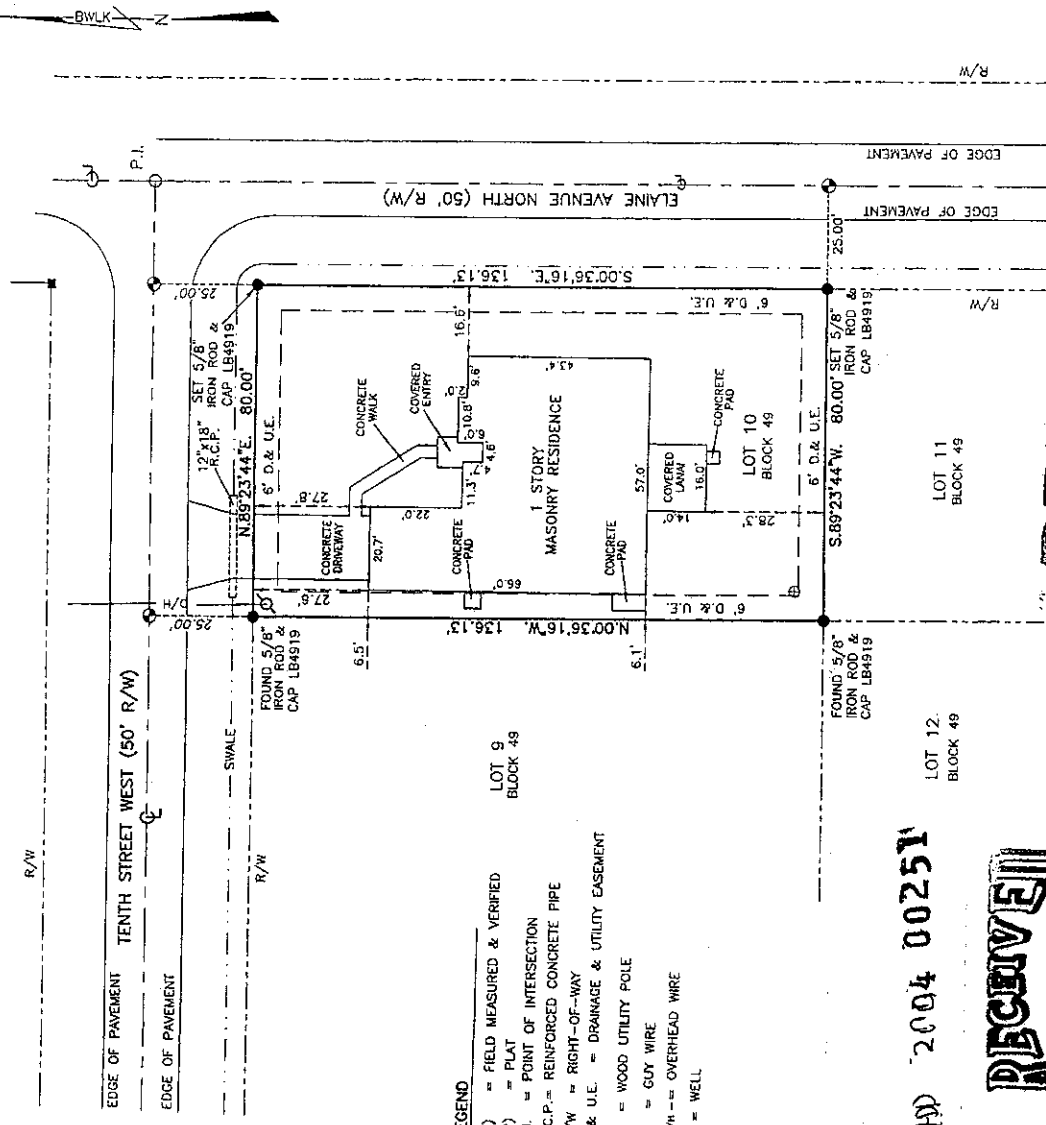 BWLK
N
R/W
R/W
EDGE OF PAVEMENT
TENTH STREET WEST (50' R/W)
EDGE OF PAVEMENT
P.I.
EDGE OF PAVEMENT
ELAINE AVENUE NORTH (50' R/W)
EDGE OF PAVEMENT
25.00'
R/W
SWALE
R/W
25.00'
25.00'
O/H
SET 5/8"
IRON ROD &
CAP LB4919
12"x18"
R.C.P.
N.89°23'44"E. 80.00'
6' D.& U.E.
FOUND 5/8"
IRON ROD &
CAP LB4919
S.00°36'16"E. 136.13'
6' D.& U.E.
CONCRETE
WALK
COVERED
ENTRY
CONCRETE
DRIVEWAY
27.8'
27.8'
22.0'
20.7'
6.5'
16.6'
9.6'
2.0'
10.8'
6.0'
4.6'
11.3'
43.4'
CONCRETE
PAD
1 STORY
MASONRY RESIDENCE
66.0'
57.0'
CONCRETE
PAD
6.1'
COVERED
LANAI
16.0'
14.0'
28.3'
CONCRETE
PAD
LOT 10
BLOCK 49
N.00°36'16"W. 136.13'
6' D.& U.E.
6' D.& U.E.
S.89°23'44"W. 80.00'
SET 5/8"
IRON ROD &
CAP LB4919
FOUND 5/8"
IRON ROD &
CAP LB4919
LOT 9
BLOCK 49
LOT 11
BLOCK 49
LOT 12
BLOCK 49
EGEND
) = FIELD MEASURED & VERIFIED
) = PLAT
I. = POINT OF INTERSECTION
C.P.= REINFORCED CONCRETE PIPE
/W = RIGHT-OF-WAY
& U.E. = DRAINAGE & UTILITY EASEMENT
= WOOD UTILITY POLE
= GUY WIRE
/H-= OVERHEAD WIRE
= WELL
2004 00251
RECEIVE